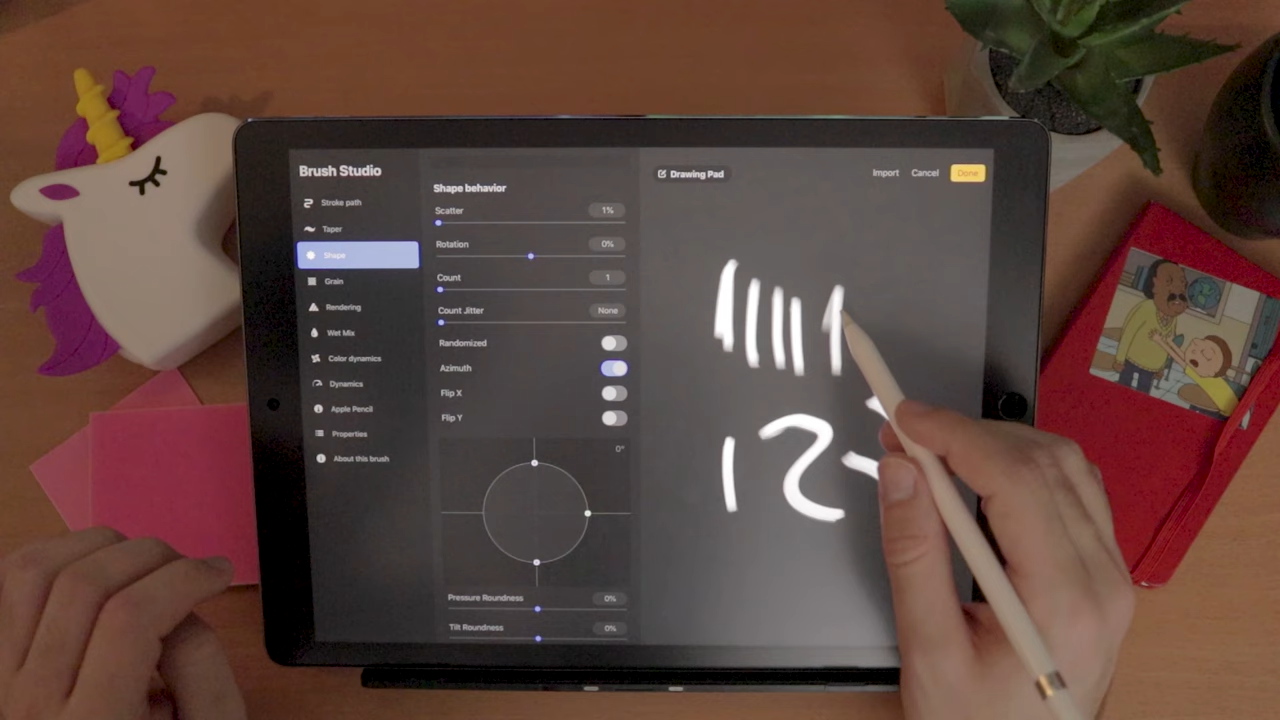 Brush Studio
Stroke path
Taper
Shape
Grain
Rendering
Wet Mix
Color dynamics
Dynamics
Apple Pencil
Properties
About this brush
Shape behavior
Scatter 1%
Rotation 0%
Count 1
Count Jitter None
Randomized
Azimuth
Flip X
Flip Y
0°
Pressure Roundness 0%
Tilt Roundness 0%
Drawing Pad
Import Cancel Done
12